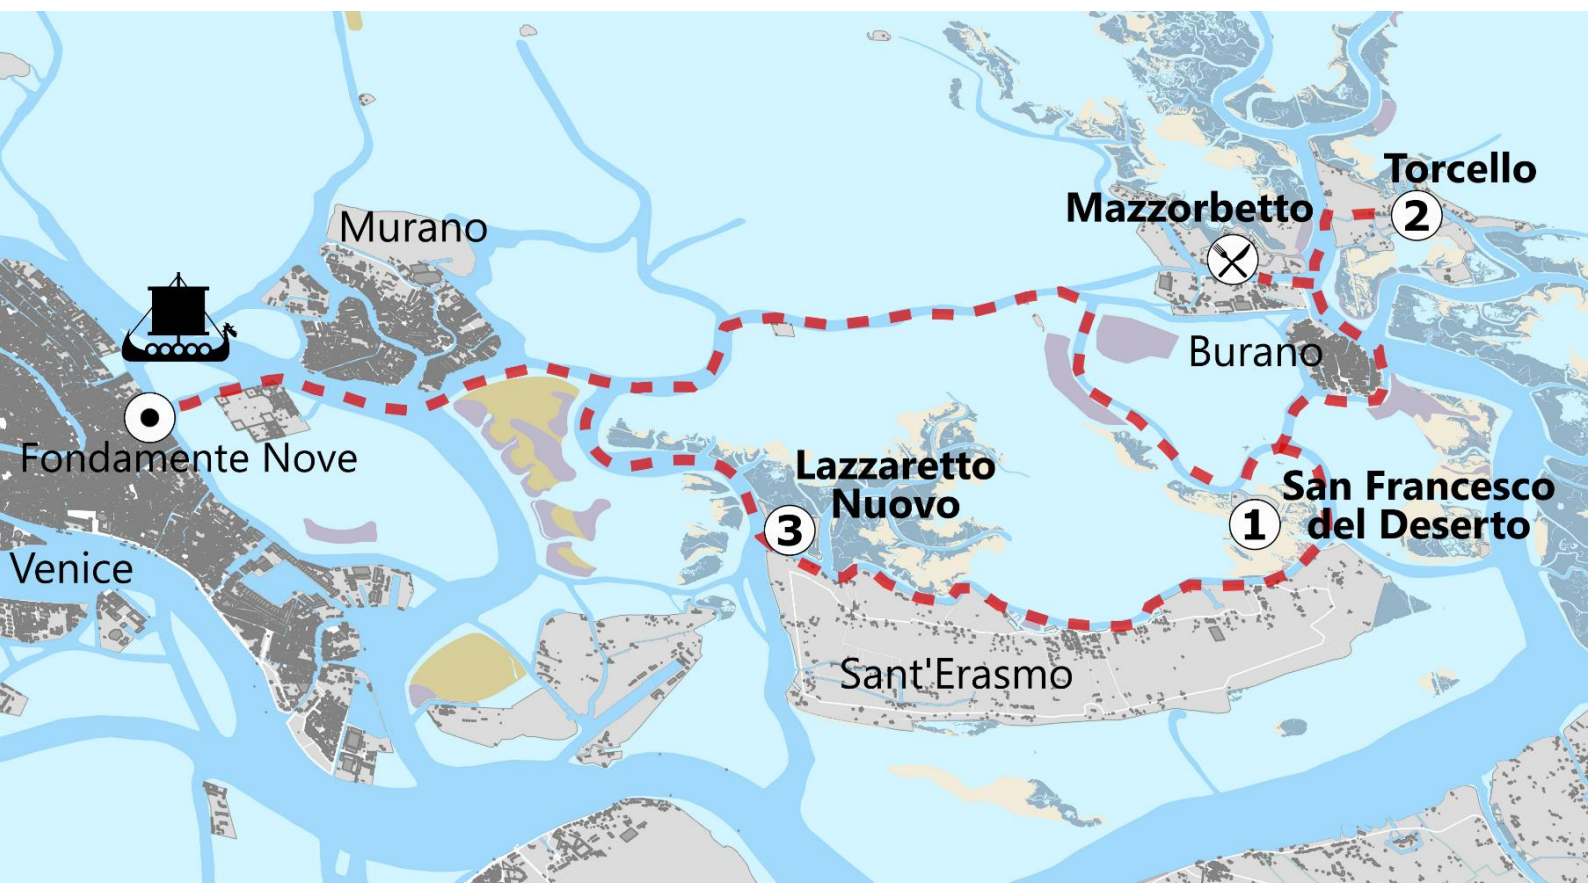 Torcello
2
Mazzorbetto
Murano
Burano
Fondamente Nove
Lazzaretto
Nuovo
3
San Francesco
del Deserto
1
Venice
Sant'Erasmo